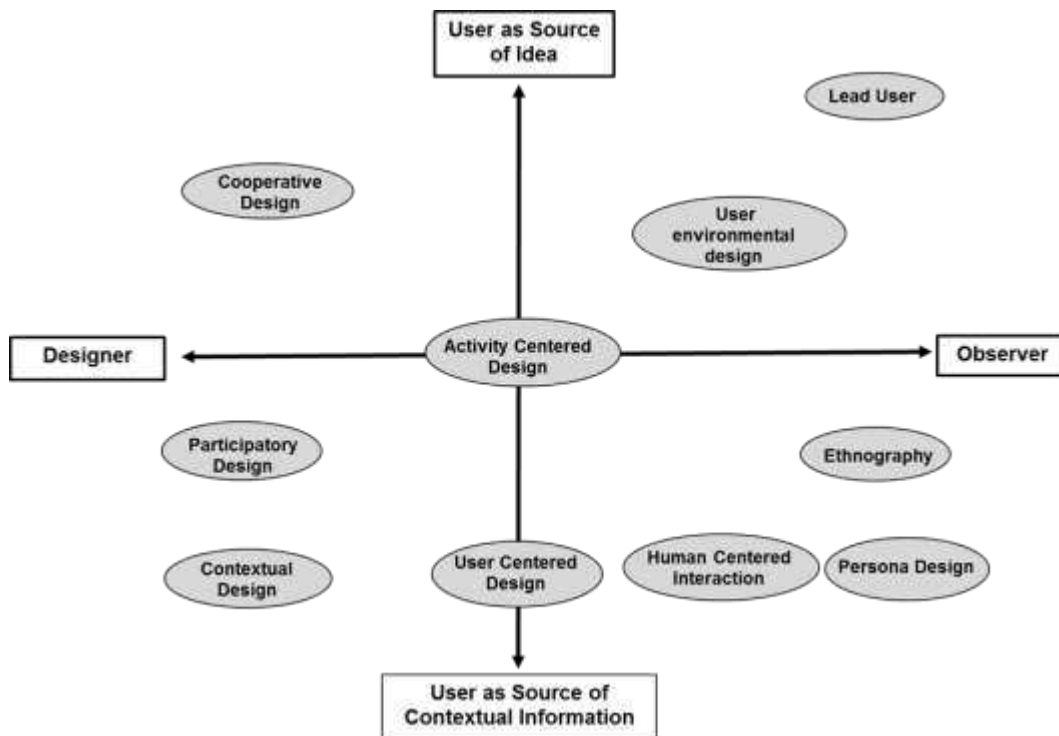 User as Source
of Idea
Lead User
Cooperative
Design
User
environmental
design
Designer
Activity Centered
Design
Observer
Participatory
Design
Ethnography
Contextual
Design
User Centered
Design
Human Centered
Interaction
Persona Design
User as Source of
Contextual Information